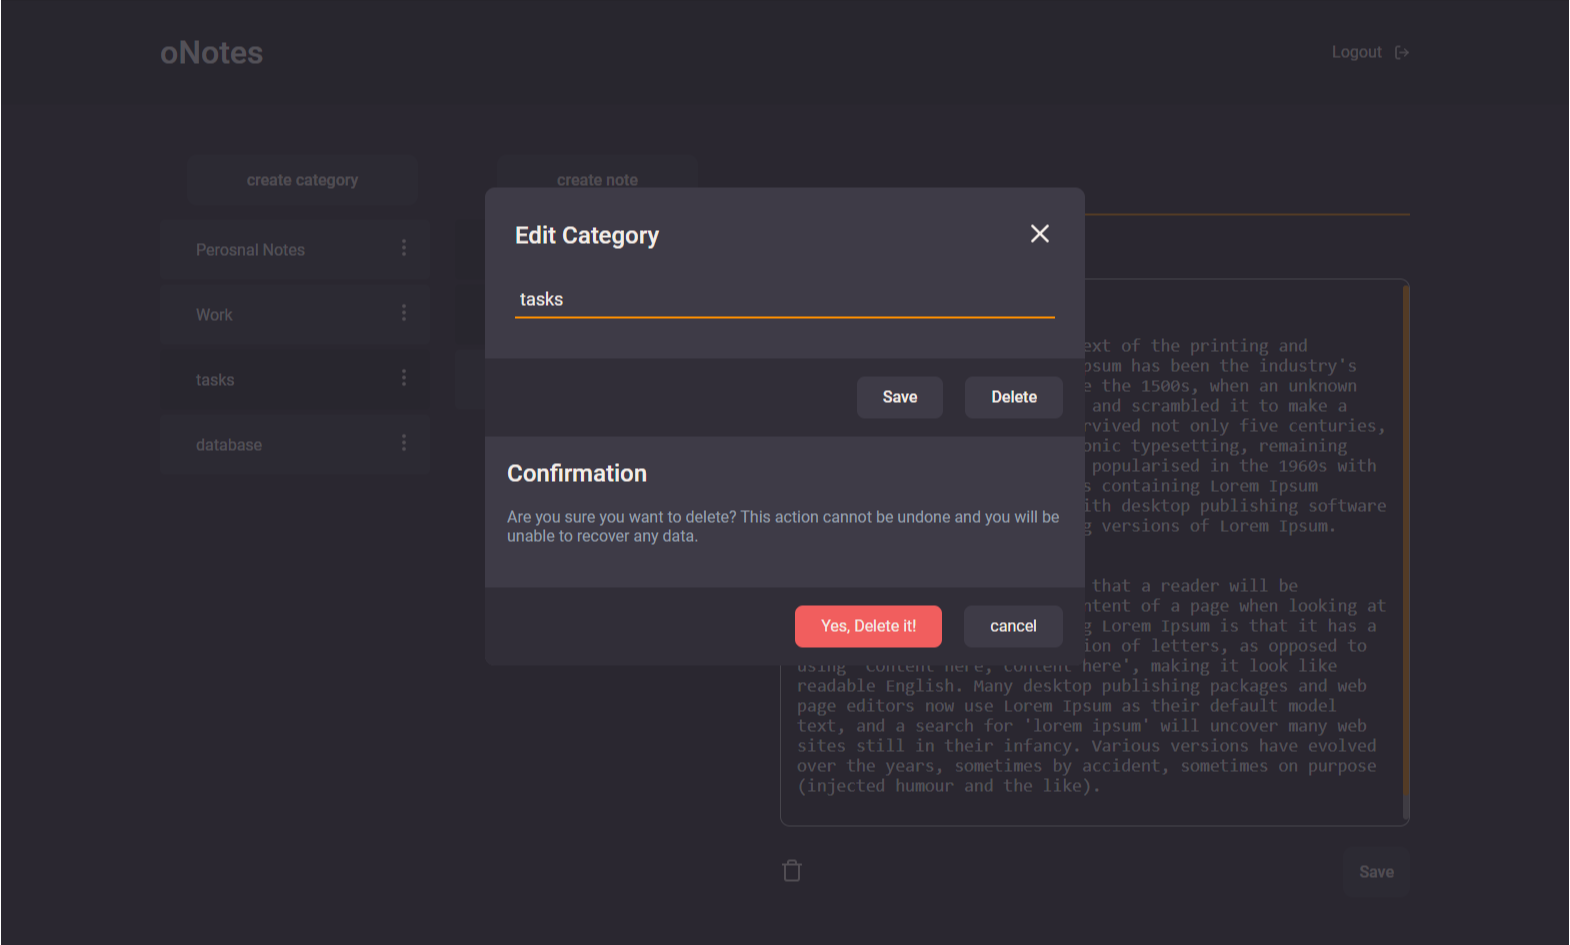 oNotes
Logout
create category
create note
Perosnal Notes
Work
tasks
database
Edit Category
tasks
Save
Delete
Confirmation
Are you sure you want to delete? This action cannot be undone and you will be
unable to recover any data.
Yes, Delete it!
cancel
of the printing and
has been the industry's
the 1500s, when an unknown
and scrambled it to make a
not only five centuries,
typesetting, remaining
popularised in the 1960s with
containing Lorem Ipsum
desktop publishing software
versions of Lorem Ipsum.
that a reader will be
of a page when looking at
Lorem Ipsum is that it has a
of letters, as opposed to
using 'Content here, content here', making it look like
readable English. Many desktop publishing packages and web
page editors now use Lorem Ipsum as their default model
text, and a search for 'lorem ipsum' will uncover many web
sites still in their infancy. Various versions have evolved
over the years, sometimes by accident, sometimes on purpose
(injected humour and the like).
Save